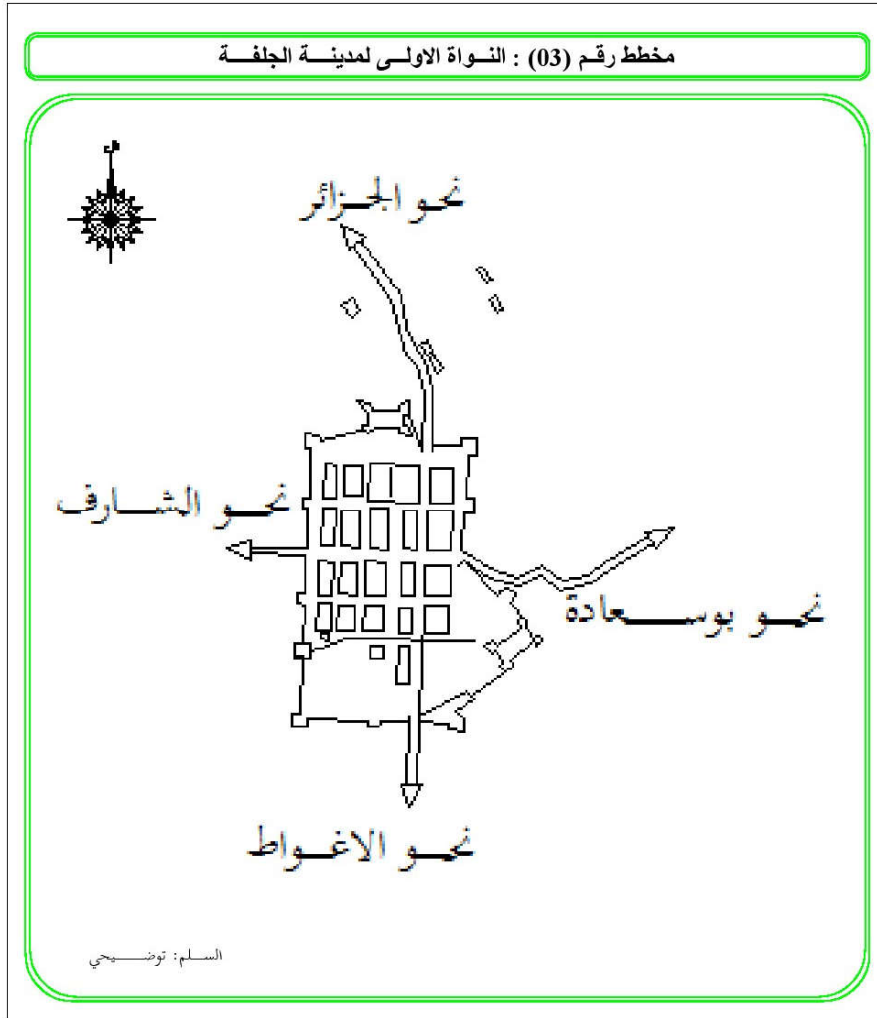 مخطط رقم (03) : النواة الاولى لمدينة الجلفة
ش
نحو الجزائر
نحو الشارف
نحو بوسعادة
نحو الاغواط
السلم: توضيحي